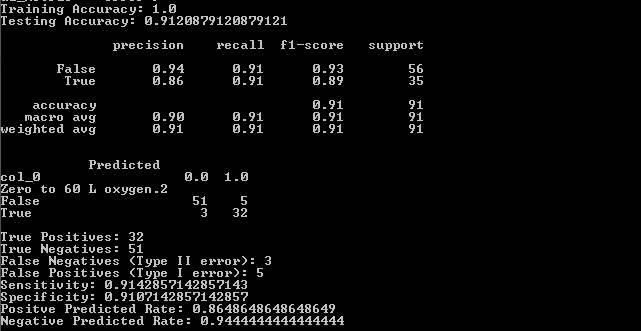 Training Accuracy: 1.0
Testing Accuracy: 0.9120879120879121
precision recall f1-score support
False 0.94 0.91 0.93 56
True 0.86 0.91 0.89 35
accuracy 0.91 91
macro avg 0.90 0.91 0.91 91
weighted avg 0.91 0.91 0.91 91
Predicted
col_0 0.0 1.0
Zero to 60 L oxygen.2
False 51 5
True 3 32
True Positives: 32
True Negatives: 51
False Negatives (Type II error): 3
False Positives (Type I error): 5
Sensitivity: 0.9142857142857143
Specificity: 0.9107142857142857
Positve Predicted Rate: 0.8648648648648649
Negative Predicted Rate: 0.9444444444444444